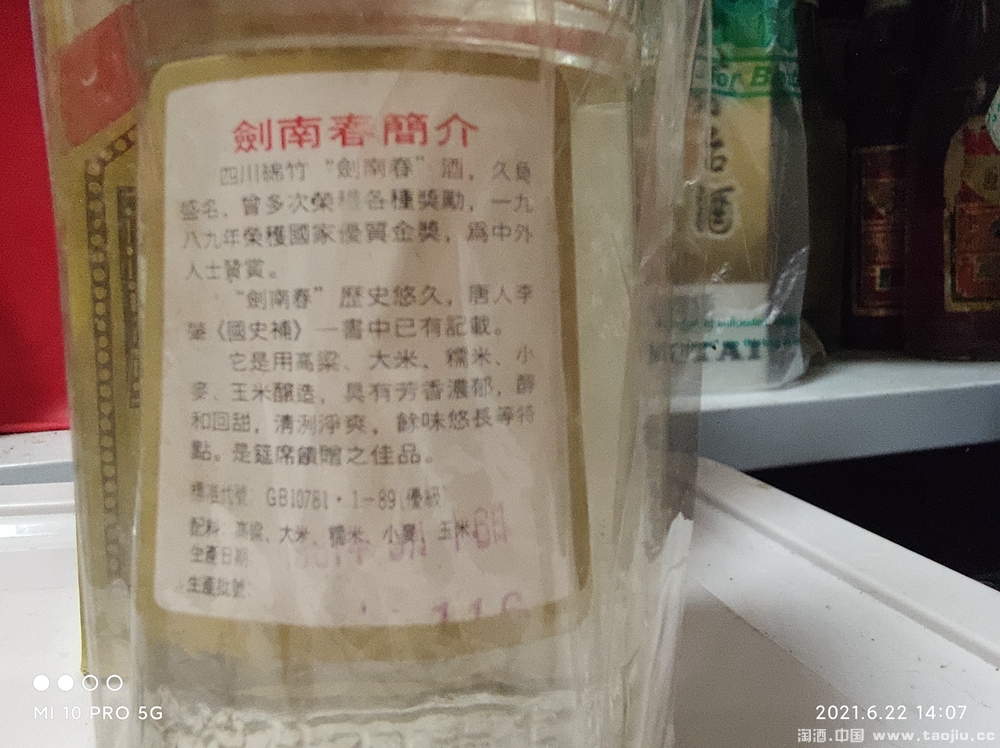 劍南春簡介
四川綿竹“劍南春”酒，久負
盛名，曾多次榮獲各種獎勵，一九
八九年榮獲國家優質金獎，爲中外
人士贊賞。
“劍南春”歷史悠久，唐人李
肇《國史補》一書中已有記載。
它是用高粱、大米、糯米、小
麥、玉米釀造，具有芳香濃郁，醇
和回甜，清洌淨爽，餘味悠長等特
點。是筵席饋贈之佳品。
標准代號：GB10781·1-89(優級)
配料：高粱、大米、糯米、小麥、玉米
生產日期
生產批號：
116
for B
酒
MOUTAI
MI 10 PRO 5G
2021.6.22 14:07
淘酒.中国 www.taojiu.cc